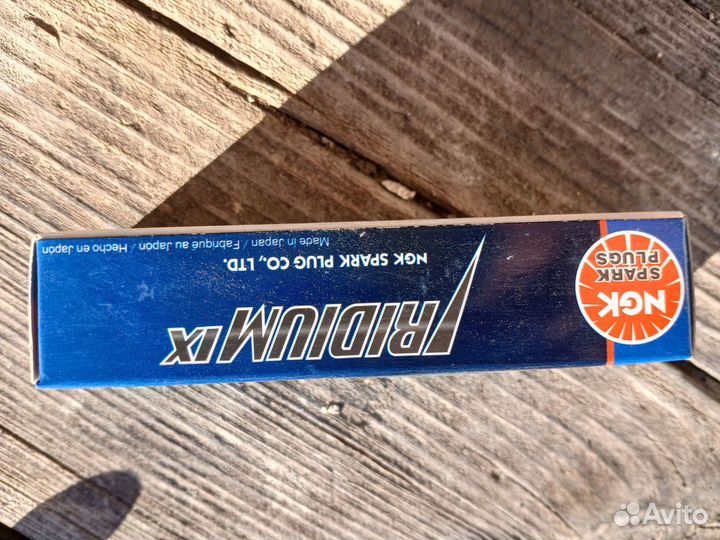 NGK
SPARK
PLUGS
IRIDIUM IX
NGK SPARK PLUG CO., LTD.
Made in Japan / Fabriqué au Japon / Hecho en Japon
Avito